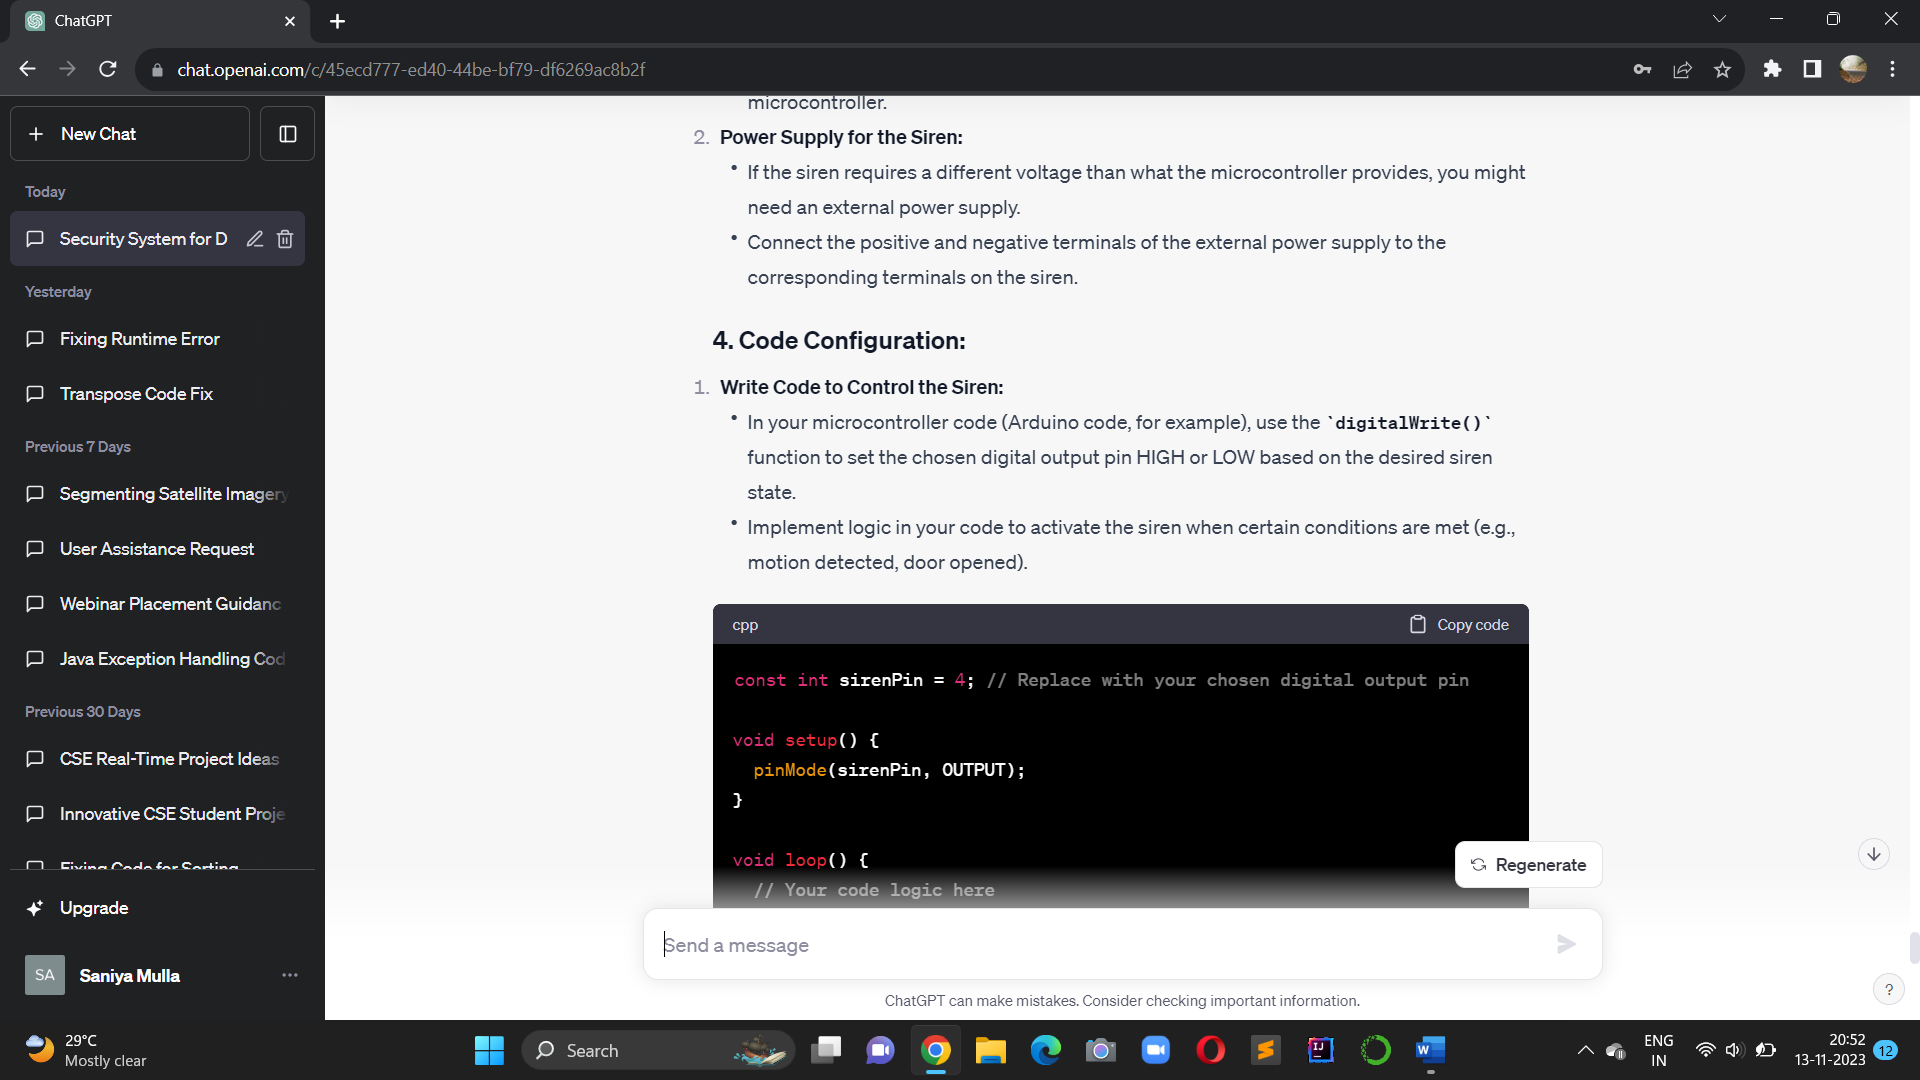 ChatGPT
chat.openai.com/c/45ecd777-ed40-44be-bf79-df6269ac8b2f
New Chat
Today
Security System for D
Yesterday
Fixing Runtime Error
Transpose Code Fix
Previous 7 Days
Segmenting Satellite Imagery
User Assistance Request
Webinar Placement Guidanc
Java Exception Handling Cod
Previous 30 Days
CSE Real-Time Project Ideas
Innovative CSE Student Proje
Fixing Code for Sorting
Upgrade
SA
Saniya Mulla
microcontroller.
2. Power Supply for the Siren:
• If the siren requires a different voltage than what the microcontroller provides, you might
need an external power supply.
• Connect the positive and negative terminals of the external power supply to the
corresponding terminals on the siren.
4. Code Configuration:
1. Write Code to Control the Siren:
• In your microcontroller code (Arduino code, for example), use the `digitalWrite()`
function to set the chosen digital output pin HIGH or LOW based on the desired siren
state.
• Implement logic in your code to activate the siren when certain conditions are met (e.g.,
motion detected, door opened).
cpp
Copy code
const int sirenPin = 4; // Replace with your chosen digital output pin
void setup() {
pinMode(sirenPin, OUTPUT);
}
void loop() {
// Your code logic here
Regenerate
Send a message
ChatGPT can make mistakes. Consider checking important information.
?
29°C
Mostly clear
Search
IJ
W
ENG
IN
20:52
13-11-2023
12